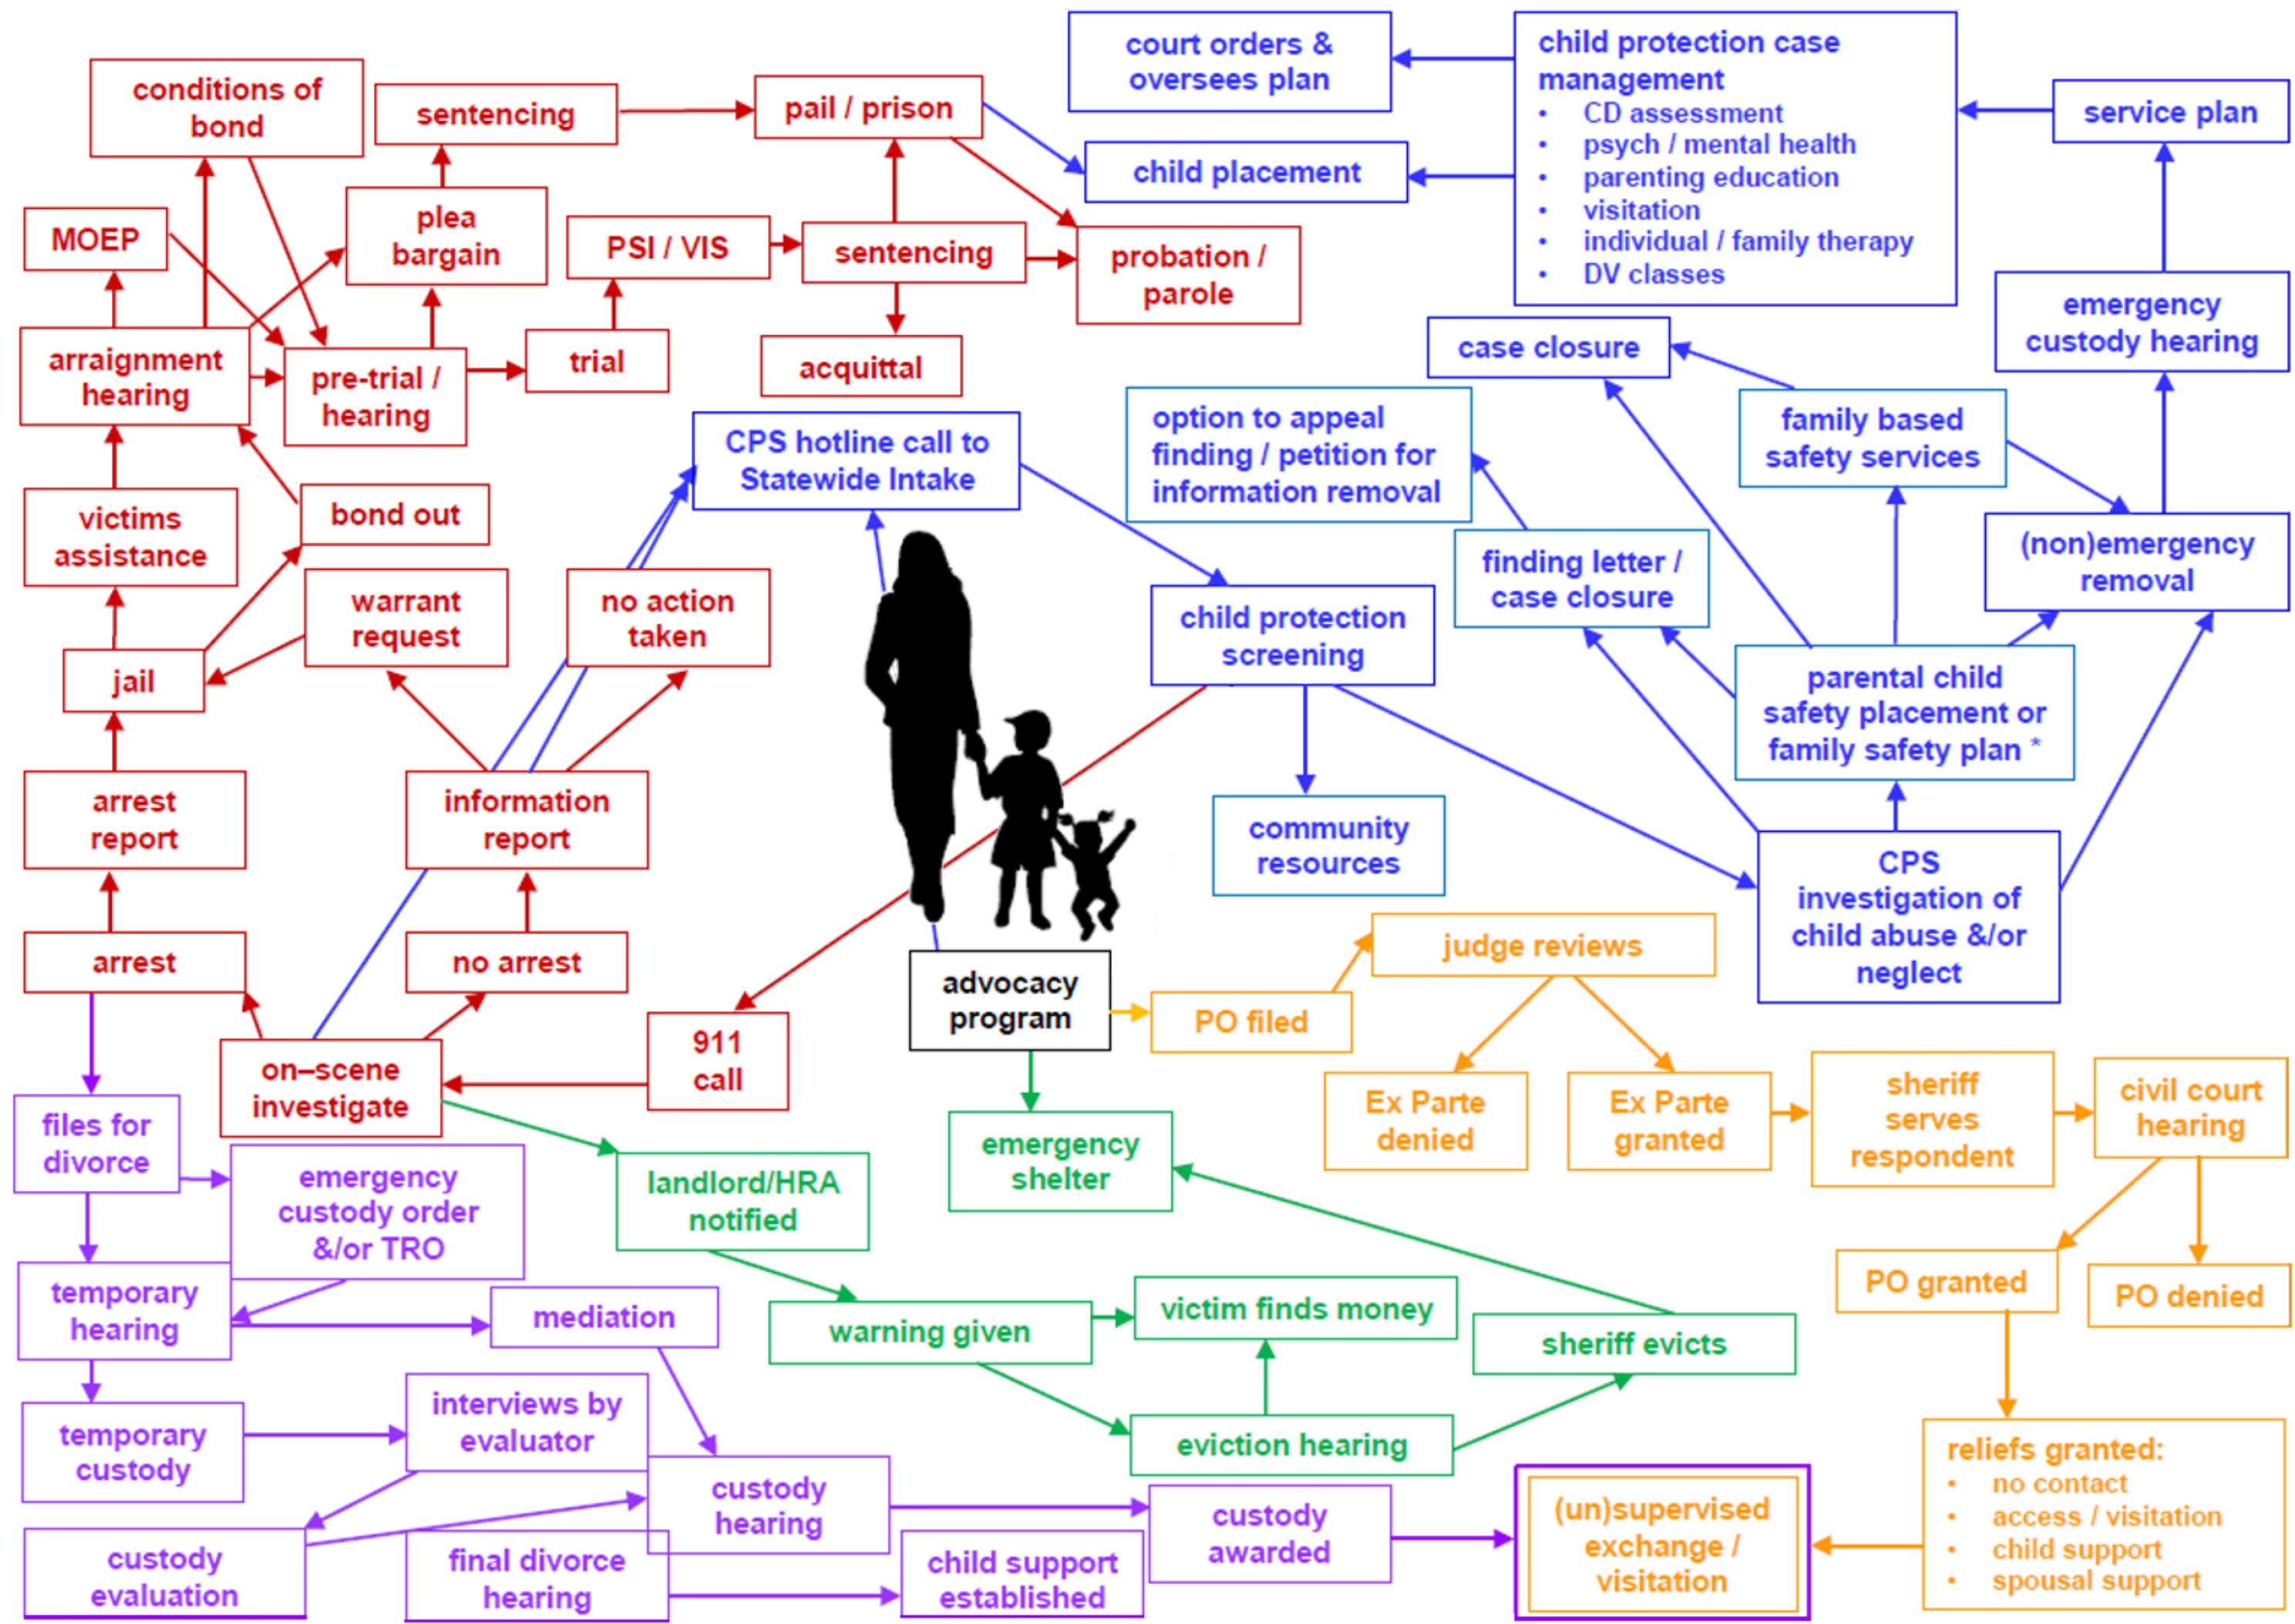 court orders &
oversees plan
child protection case
management
• CD assessment
• psych / mental health
• parenting education
• visitation
• individual / family therapy
• DV classes
service plan
conditions of
bond
sentencing
pail / prison
child placement
MOEP
plea
bargain
PSI / VIS
sentencing
probation /
parole
emergency
custody hearing
arraignment
hearing
pre-trial /
hearing
trial
acquittal
case closure
CPS hotline call to
Statewide Intake
option to appeal
finding / petition for
information removal
family based
safety services
victims
assistance
bond out
finding letter /
case closure
(non)emergency
removal
warrant
request
no action
taken
child protection
screening
jail
parental child
safety placement or
family safety plan *
arrest
report
information
report
community
resources
CPS
investigation of
child abuse &/or
neglect
arrest
no arrest
advocacy
program
judge reviews
PO filed
911
call
on–scene
investigate
Ex Parte
denied
Ex Parte
granted
sheriff
serves
respondent
civil court
hearing
files for
divorce
emergency
custody order
&/or TRO
landlord/HRA
notified
emergency
shelter
PO granted
PO denied
temporary
hearing
mediation
warning given
victim finds money
sheriff evicts
temporary
custody
interviews by
evaluator
eviction hearing
custody
hearing
custody
awarded
(un)supervised
exchange /
visitation
reliefs granted:
• no contact
• access / visitation
• child support
• spousal support
custody
evaluation
final divorce
hearing
child support
established